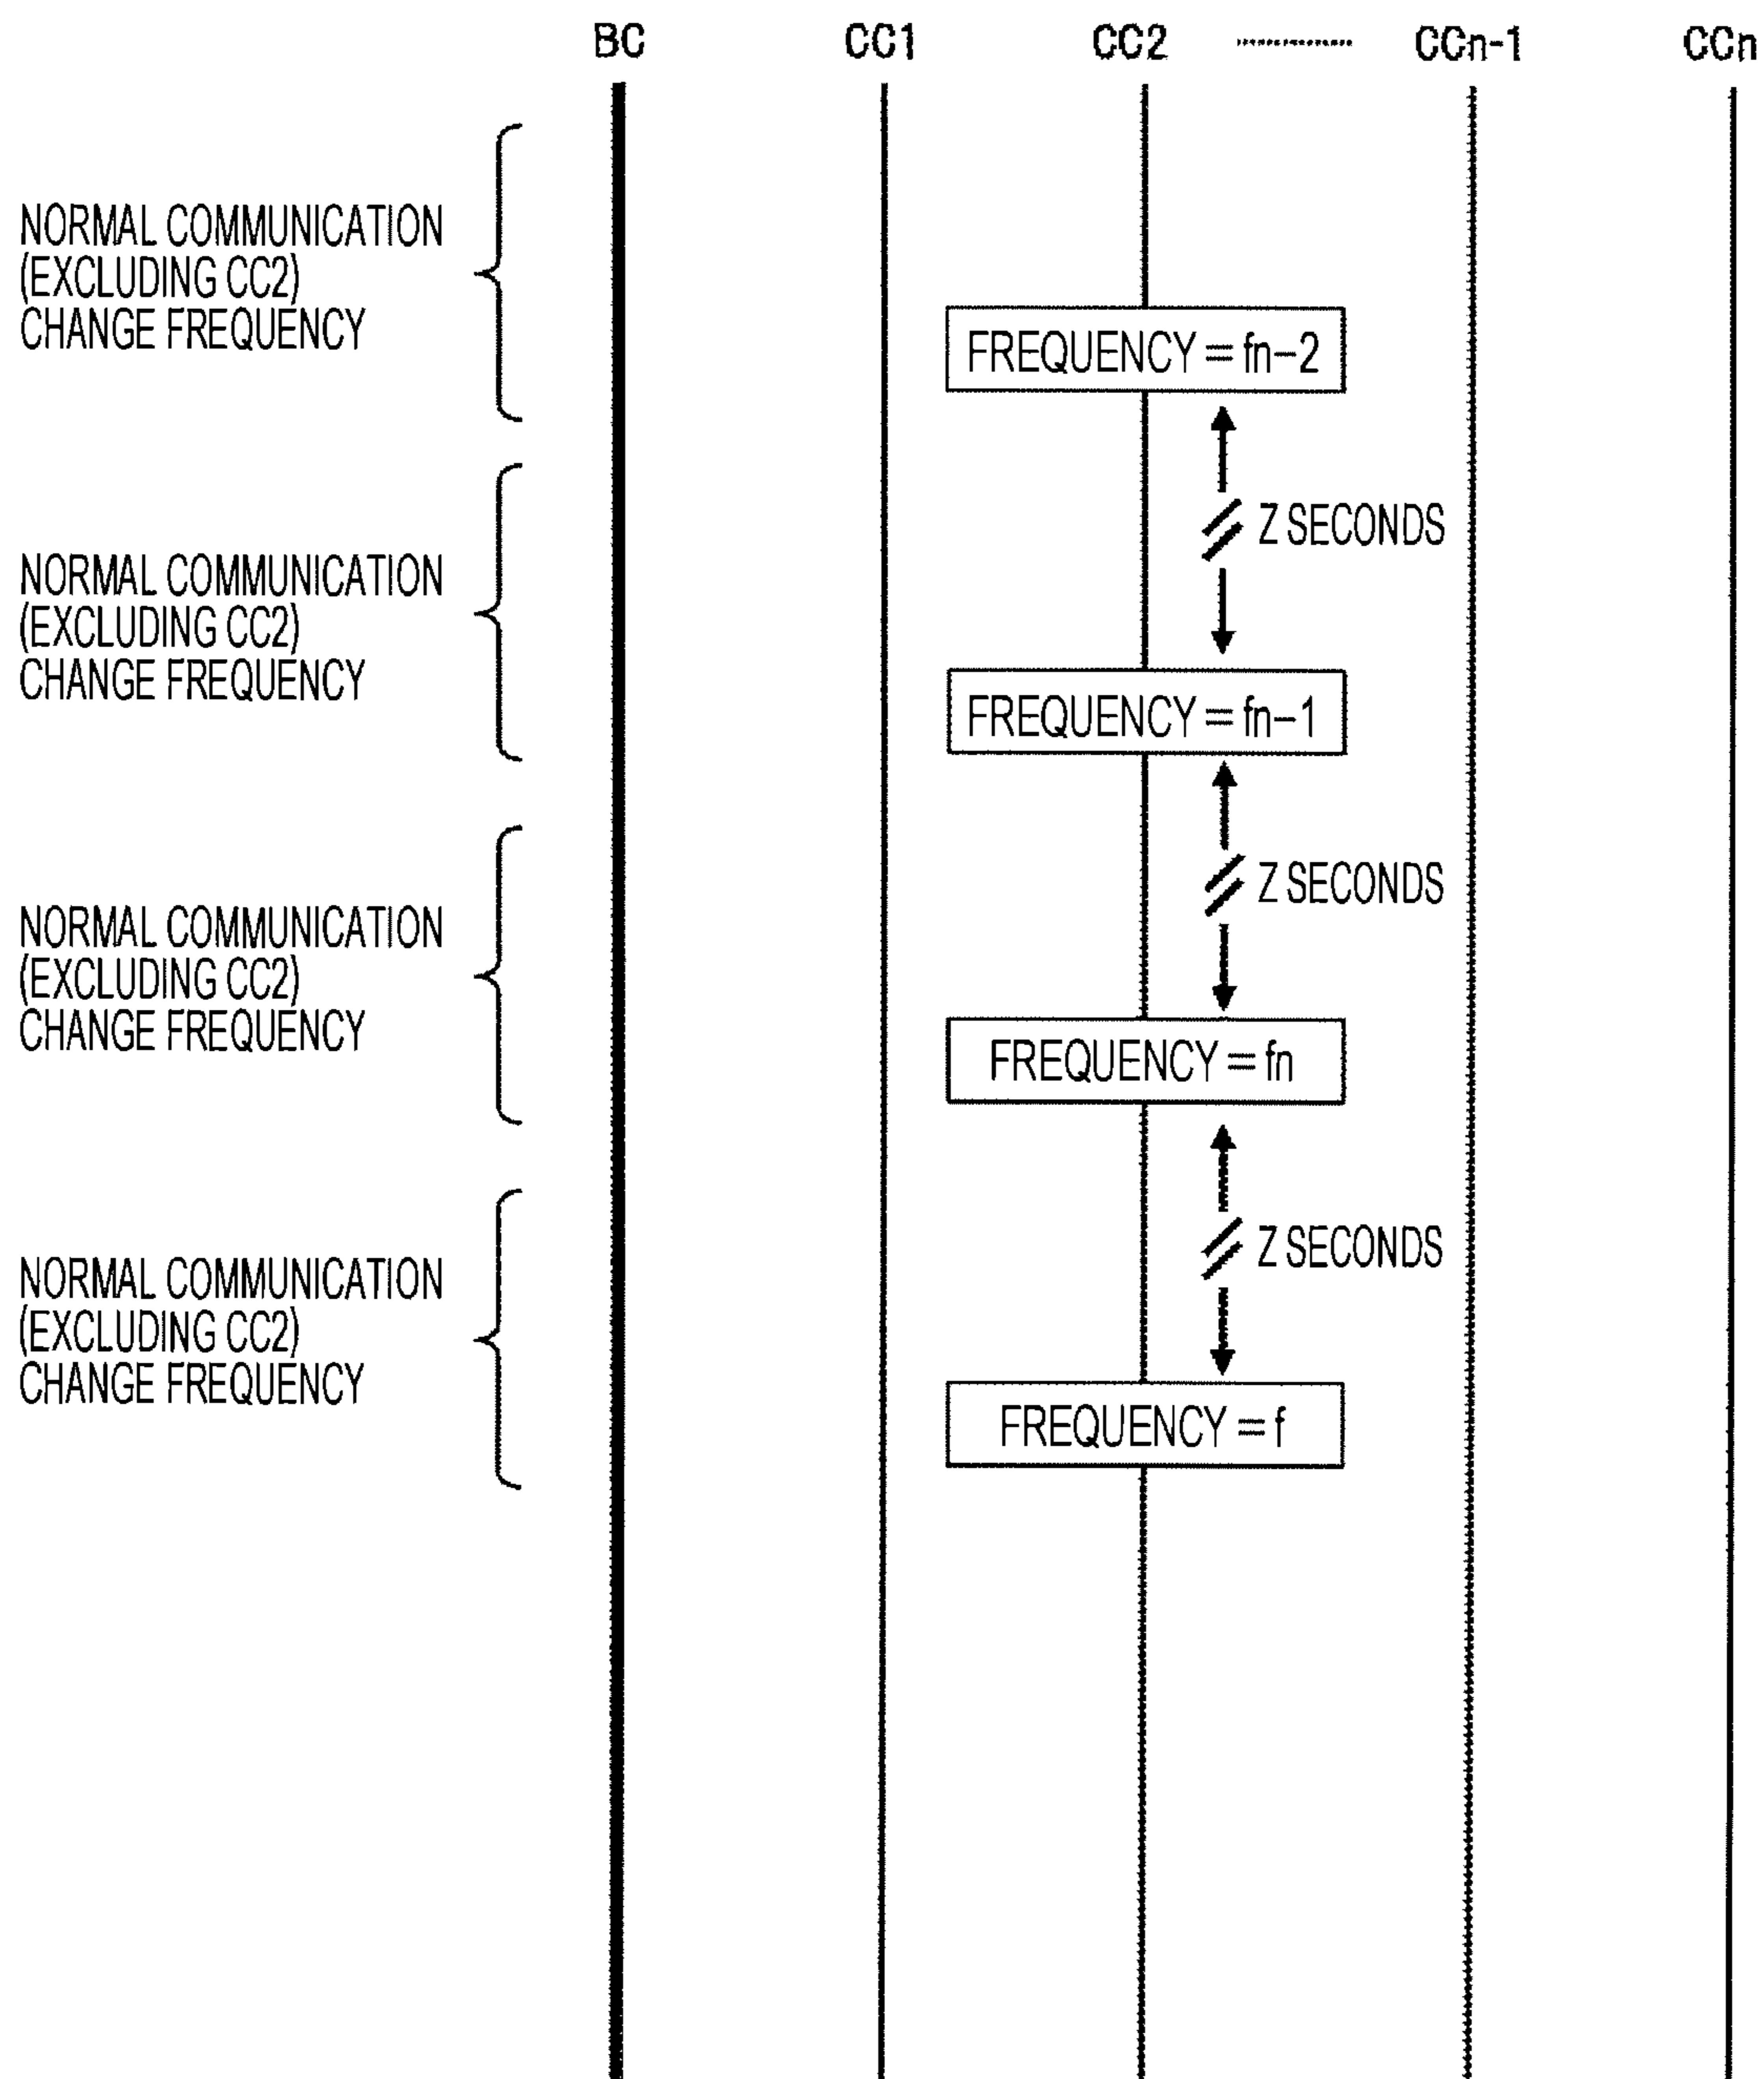 BC CC1 CC2 CCn-1 CCn
NORMAL COMMUNICATION
(EXCLUDING CC2)
CHANGE FREQUENCY
FREQUENCY = fn-2
Z SECONDS
NORMAL COMMUNICATION
(EXCLUDING CC2)
CHANGE FREQUENCY
FREQUENCY = fn-1
Z SECONDS
NORMAL COMMUNICATION
(EXCLUDING CC2)
CHANGE FREQUENCY
FREQUENCY = fn
Z SECONDS
NORMAL COMMUNICATION
(EXCLUDING CC2)
CHANGE FREQUENCY
FREQUENCY = f